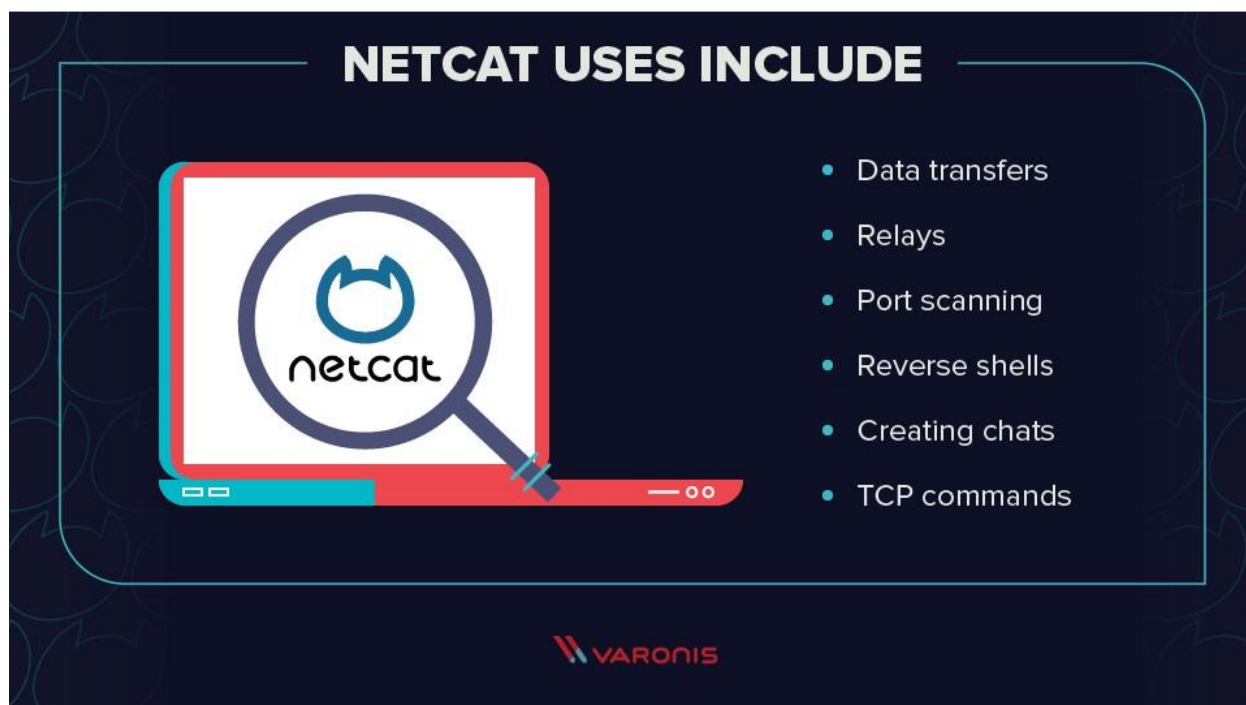 NETCAT USES INCLUDE
netcat
Data transfers
Relays
Port scanning
Reverse shells
Creating chats
TCP commands
VARONIS